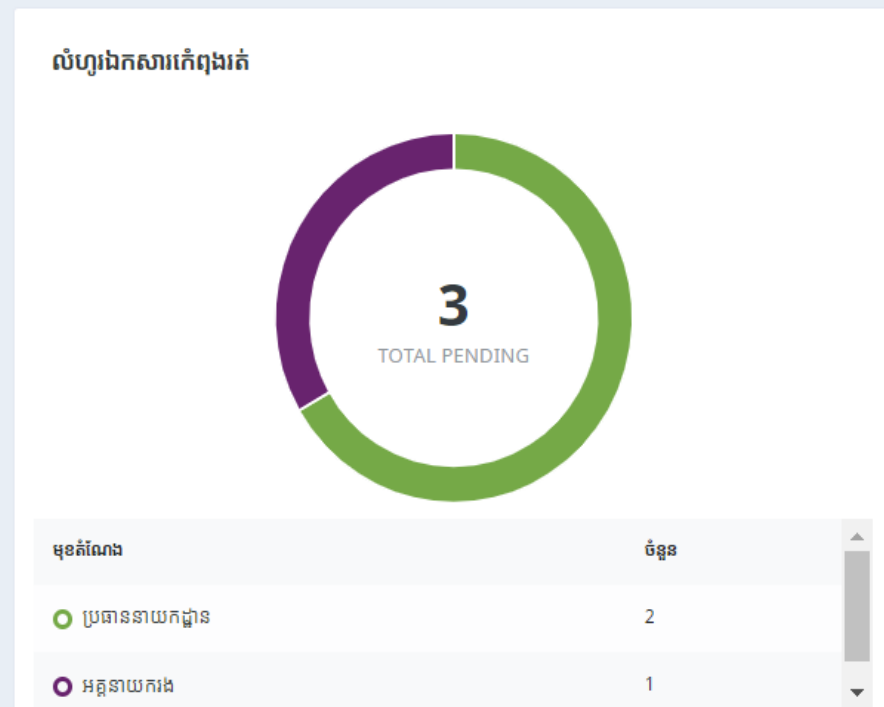 លំហូរឯកសារកំពុងរត់
3
TOTAL PENDING
មុខតំណែង ចំនួន
ប្រធាននាយកដ្ឋាន 2
អគ្គនាយករង 1